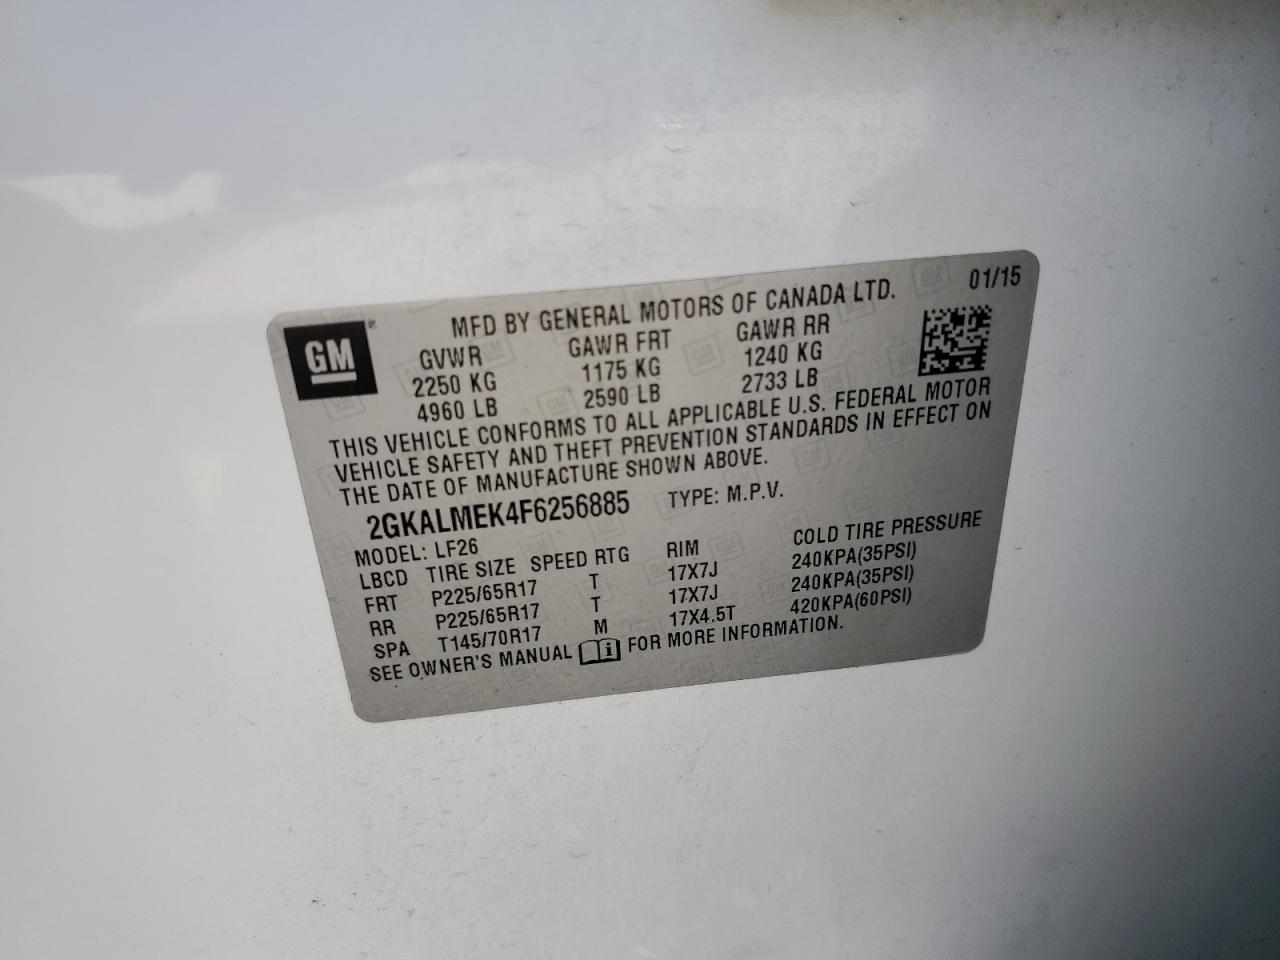 GM®
MFD BY GENERAL MOTORS OF CANADA LTD. 01/15
GVWR GAWR FRT GAWR RR
2250 KG 1175 KG 1240 KG
4960 LB 2590 LB 2733 LB
THIS VEHICLE CONFORMS TO ALL APPLICABLE U.S. FEDERAL MOTOR
VEHICLE SAFETY AND THEFT PREVENTION STANDARDS IN EFFECT ON
THE DATE OF MANUFACTURE SHOWN ABOVE.
2GKALMEK4F6256885 TYPE: M.P.V.
MODEL: LF26
LBCD TIRE SIZE SPEED RTG RIM COLD TIRE PRESSURE
FRT P225/65R17 T 17X7J 240KPA(35PSI)
RR P225/65R17 T 17X7J 240KPA(35PSI)
SPA T145/70R17 M 17X4.5T 420KPA(60PSI)
SEE OWNER'S MANUAL i FOR MORE INFORMATION.